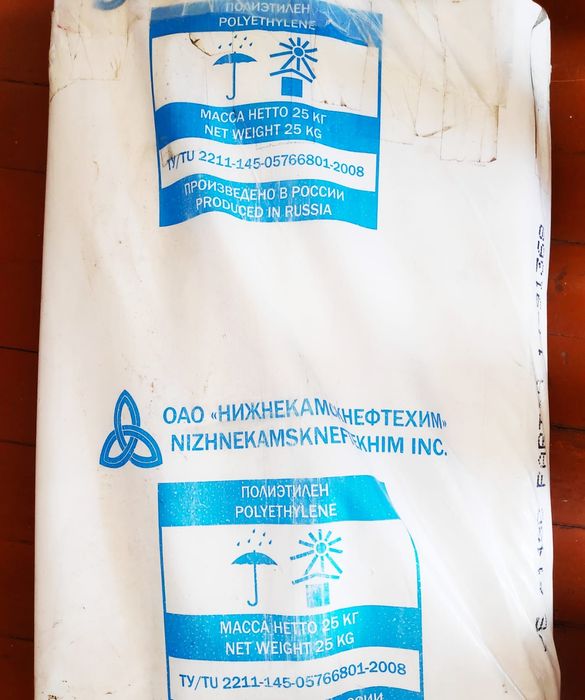 ПОЛИЭТИЛЕН
POLYETHYLENE
МАССА НЕТТО 25 КГ
NET WEIGHT 25 KG
ТУ/TU 2211-145-05766801-2008
ПРОИЗВЕДЕНО В РОССИИ
PRODUCED IN RUSSIA
ОАО «НИЖНЕКАМСКНЕФТЕХИМ»
NIZHNEKAMSKNEFTEKHIM INC.
ПОЛИЭТИЛЕН
POLYETHYLENE
МАССА НЕТТО 25 КГ
NET WEIGHT 25 KG
ТУ/TU 2211-145-05766801-2008